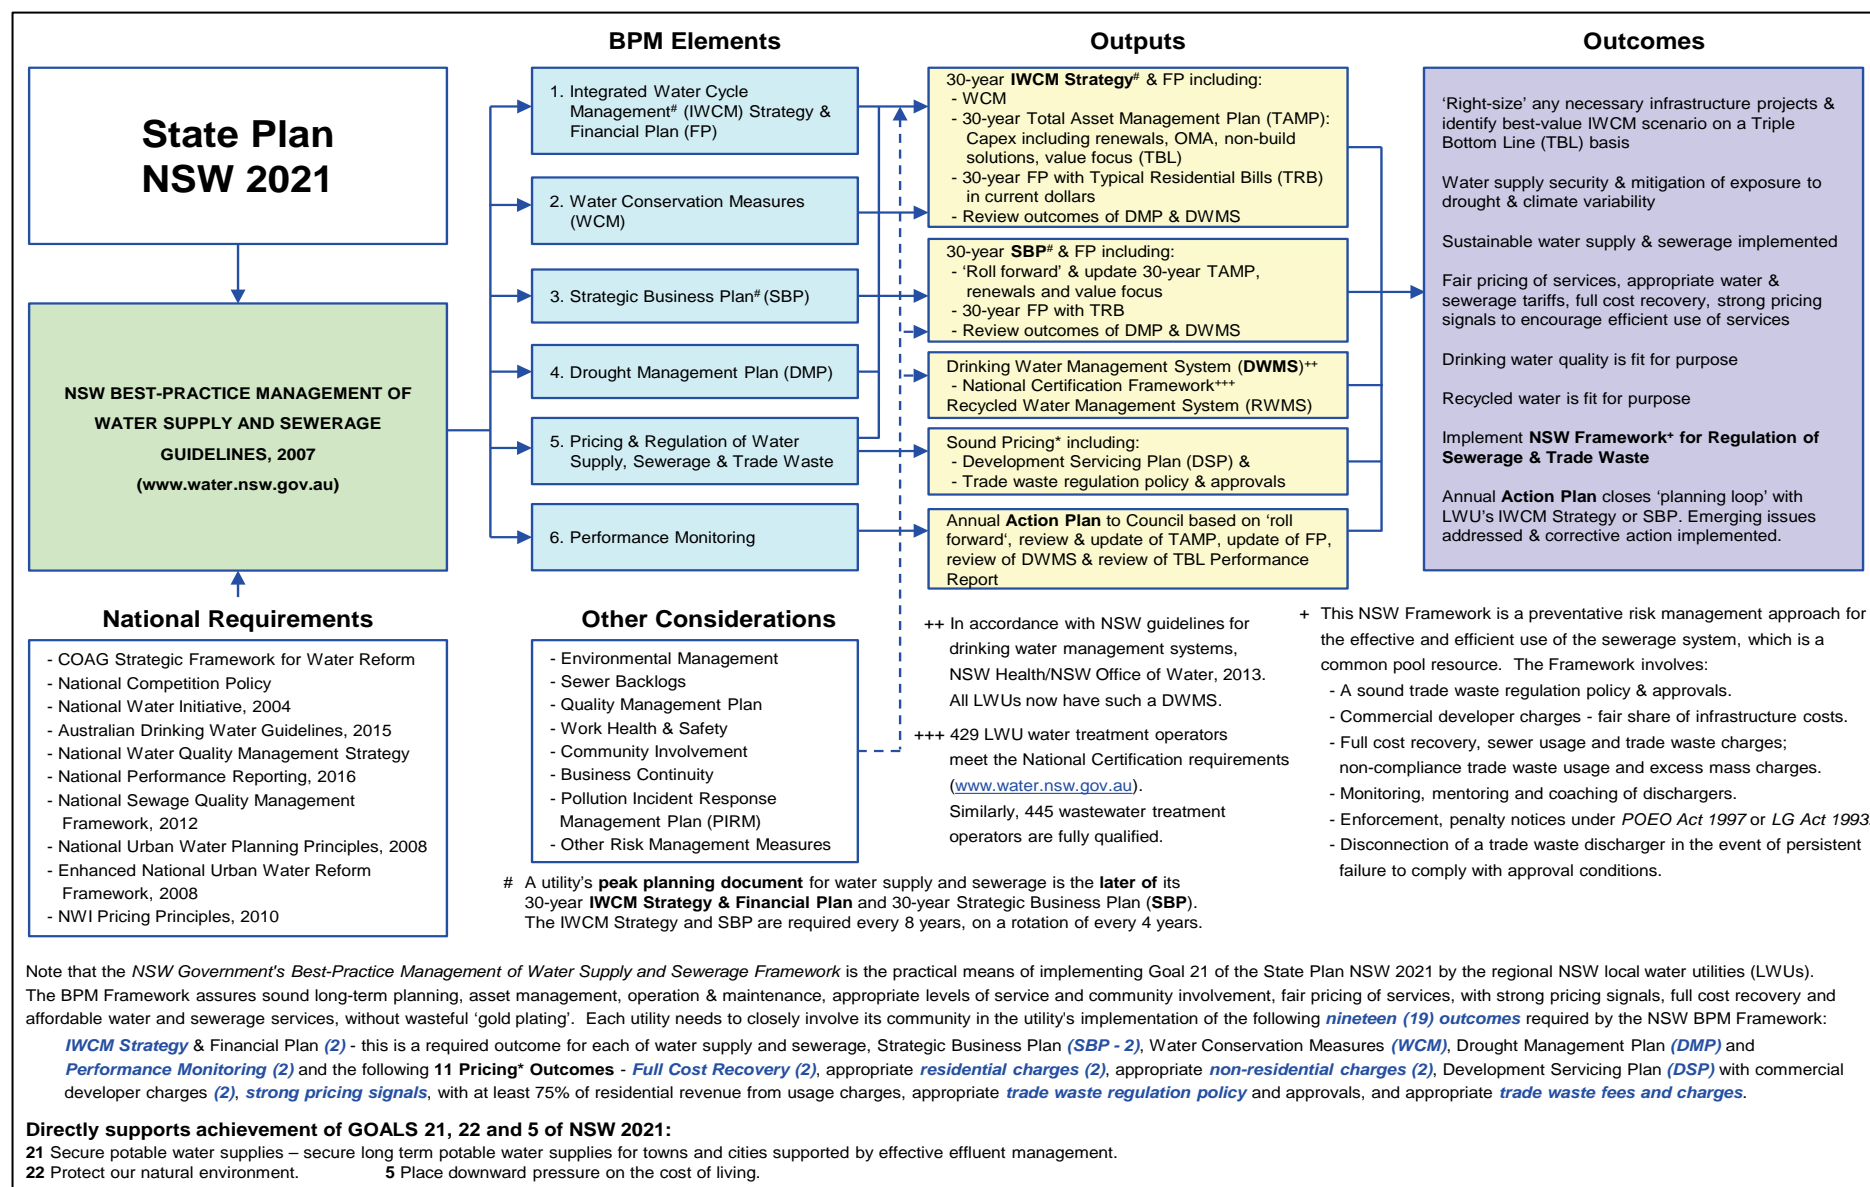 BPM Elements
Outputs
Outcomes
State Plan
NSW 2021
NSW BEST-PRACTICE MANAGEMENT OF
WATER SUPPLY AND SEWERAGE
GUIDELINES, 2007
(www.water.nsw.gov.au)
National Requirements
- COAG Strategic Framework for Water Reform
- National Competition Policy
- National Water Initiative, 2004
- Australian Drinking Water Guidelines, 2015
- National Water Quality Management Strategy
- National Performance Reporting, 2016
- National Sewage Quality Management
Framework, 2012
- National Urban Water Planning Principles, 2008
- Enhanced National Urban Water Reform
Framework, 2008
- NWI Pricing Principles, 2010
1. Integrated Water Cycle
Management# (IWCM) Strategy &
Financial Plan (FP)
2. Water Conservation Measures
(WCM)
3. Strategic Business Plan# (SBP)
4. Drought Management Plan (DMP)
5. Pricing & Regulation of Water
Supply, Sewerage & Trade Waste
6. Performance Monitoring
Other Considerations
- Environmental Management
- Sewer Backlogs
- Quality Management Plan
- Work Health & Safety
- Community Involvement
- Business Continuity
- Pollution Incident Response
Management Plan (PIRM)
- Other Risk Management Measures
30-year IWCM Strategy# & FP including:
- WCM
- 30-year Total Asset Management Plan (TAMP):
Capex including renewals, OMA, non-build
solutions, value focus (TBL)
- 30-year FP with Typical Residential Bills (TRB)
in current dollars
- Review outcomes of DMP & DWMS
30-year SBP# & FP including:
- 'Roll forward' & update 30-year TAMP,
renewals and value focus
- 30-year FP with TRB
- Review outcomes of DMP & DWMS
Drinking Water Management System (DWMS)++
- National Certification Framework+++
Recycled Water Management System (RWMS)
Sound Pricing* including:
- Development Servicing Plan (DSP) &
- Trade waste regulation policy & approvals
Annual Action Plan to Council based on 'roll
forward', review & update of TAMP, update of FP,
review of DWMS & review of TBL Performance
Report
'Right-size' any necessary infrastructure projects &
identify best-value IWCM scenario on a Triple
Bottom Line (TBL) basis
Water supply security & mitigation of exposure to
drought & climate variability
Sustainable water supply & sewerage implemented
Fair pricing of services, appropriate water &
sewerage tariffs, full cost recovery, strong pricing
signals to encourage efficient use of services
Drinking water quality is fit for purpose
Recycled water is fit for purpose
Implement NSW Framework+ for Regulation of
Sewerage & Trade Waste
Annual Action Plan closes 'planning loop' with
LWU's IWCM Strategy or SBP. Emerging issues
addressed & corrective action implemented.
++ In accordance with NSW guidelines for
drinking water management systems,
NSW Health/NSW Office of Water, 2013.
All LWUs now have such a DWMS.
+++ 429 LWU water treatment operators
meet the National Certification requirements
(www.water.nsw.gov.au).
Similarly, 445 wastewater treatment
operators are fully qualified.
+ This NSW Framework is a preventative risk management approach for
the effective and efficient use of the sewerage system, which is a
common pool resource. The Framework involves:
- A sound trade waste regulation policy & approvals.
- Commercial developer charges - fair share of infrastructure costs.
- Full cost recovery, sewer usage and trade waste charges;
non-compliance trade waste usage and excess mass charges.
- Monitoring, mentoring and coaching of dischargers.
- Enforcement, penalty notices under POEO Act 1997 or LG Act 1993.
- Disconnection of a trade waste discharger in the event of persistent
failure to comply with approval conditions.
# A utility's peak planning document for water supply and sewerage is the later of its
30-year IWCM Strategy & Financial Plan and 30-year Strategic Business Plan (SBP).
The IWCM Strategy and SBP are required every 8 years, on a rotation of every 4 years.
Note that the NSW Government's Best-Practice Management of Water Supply and Sewerage Framework is the practical means of implementing Goal 21 of the State Plan NSW 2021 by the regional NSW local water utilities (LWUs).
The BPM Framework assures sound long-term planning, asset management, operation & maintenance, appropriate levels of service and community involvement, fair pricing of services, with strong pricing signals, full cost recovery and
affordable water and sewerage services, without wasteful 'gold plating'. Each utility needs to closely involve its community in the utility's implementation of the following nineteen (19) outcomes required by the NSW BPM Framework:
IWCM Strategy & Financial Plan (2) - this is a required outcome for each of water supply and sewerage, Strategic Business Plan (SBP - 2), Water Conservation Measures (WCM), Drought Management Plan (DMP) and
Performance Monitoring (2) and the following 11 Pricing* Outcomes - Full Cost Recovery (2), appropriate residential charges (2), appropriate non-residential charges (2), Development Servicing Plan (DSP) with commercial
developer charges (2), strong pricing signals, with at least 75% of residential revenue from usage charges, appropriate trade waste regulation policy and approvals, and appropriate trade waste fees and charges.
Directly supports achievement of GOALS 21, 22 and 5 of NSW 2021:
21 Secure potable water supplies – secure long term potable water supplies for towns and cities supported by effective effluent management.
22 Protect our natural environment. 5 Place downward pressure on the cost of living.